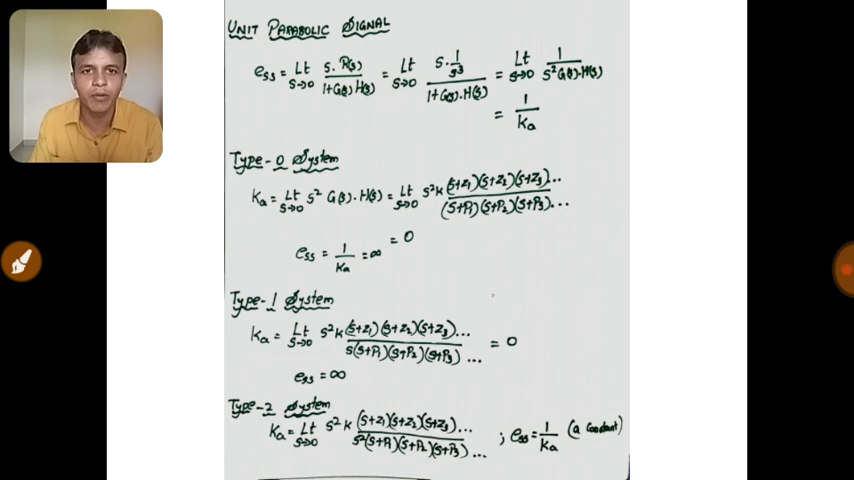 UNIT PARABOLIC SIGNAL
ess = Lt s→0 s.R(s) / 1+G(s)H(s) = Lt s→0 s.1/s3 / 1+G(s).H(s) = Lt s→0 1 / s2G(s).H(s)
= 1/Ka
Type-0 System
Ka = Lt s→0 s2 G(s).H(s) = Lt s→0 s2K (s+z1)(s+z2)(s+z3)... / (s+P1)(s+P2)(s+P3)...
= 0
ess = 1/Ka = ∞
Type-1 System
Ka = Lt s→0 s2K (s+z1)(s+z2)(s+z3)... / s(s+P1)(s+P2)(s+P3)... = 0
ess = ∞
Type-2 System
Ka = Lt s→0 s2K (s+z1)(s+z2)(s+z3)... / s2(s+P1)(s+P2)(s+P3)... ; ess = 1/Ka (a constant)